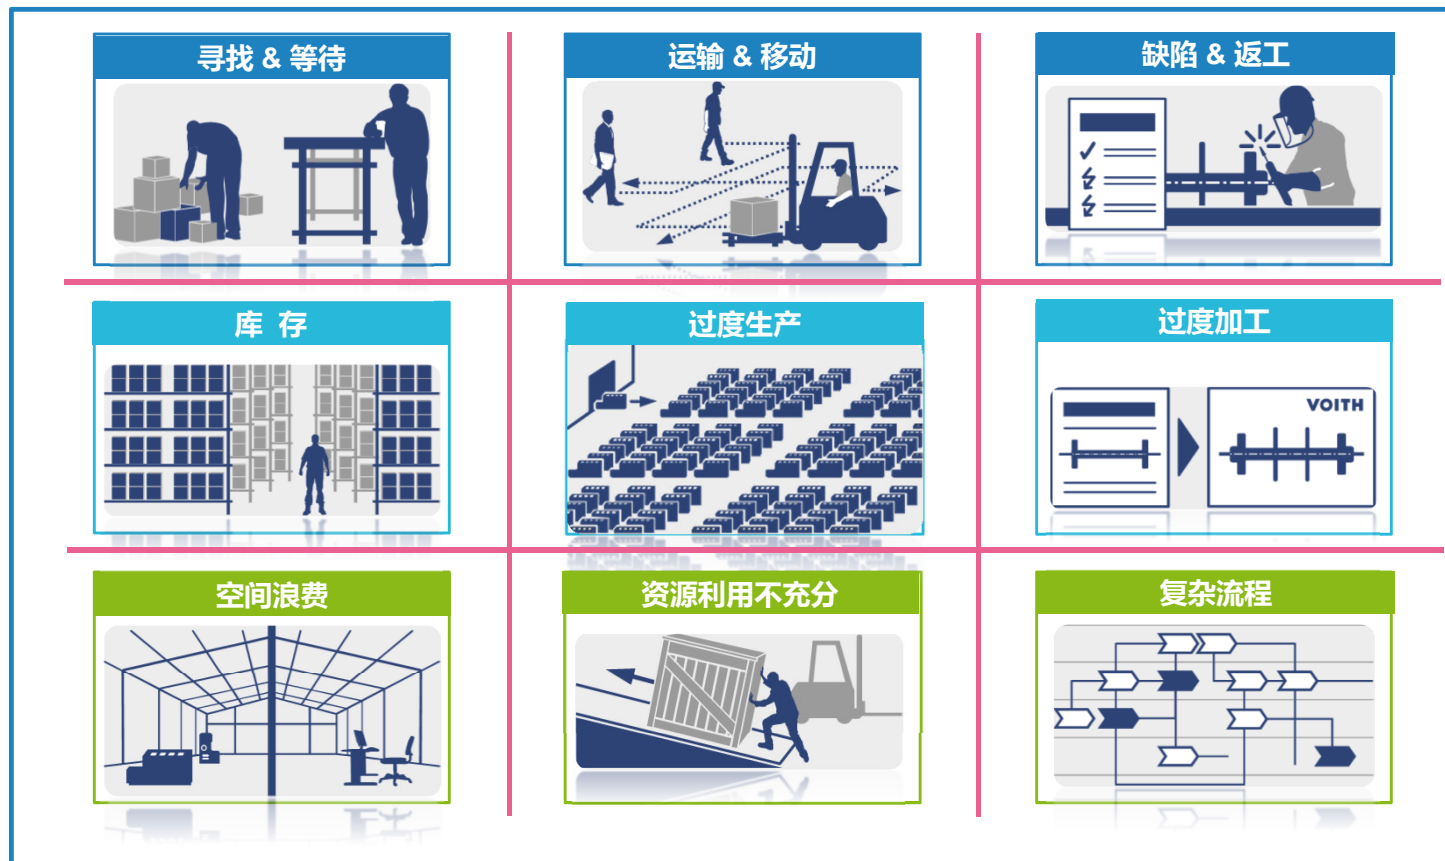 寻找 & 等待
运输 & 移动
缺陷 & 返工
库 存
过度生产
过度加工
VOITH
空间浪费
资源利用不充分
复杂流程